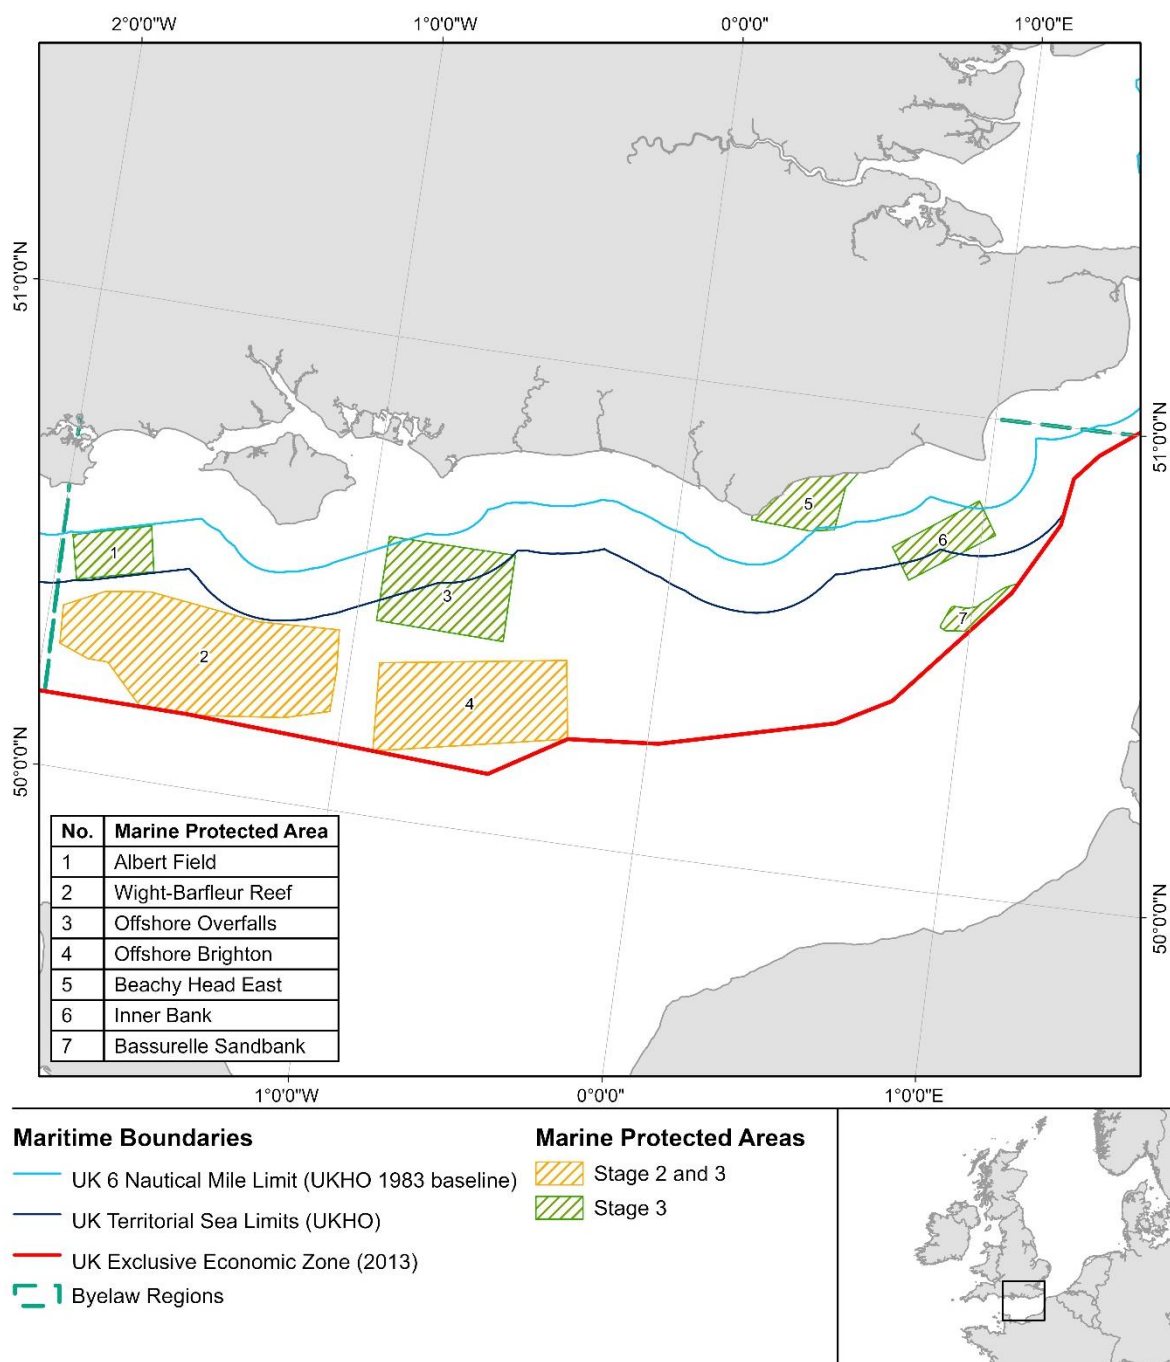 2°0'0"W 1°0'0"W 0°0'0" 1°0'0"E
51°0'0"N
51°0'0"N
50°0'0"N
50°0'0"N
1
2
3
4
5
6
7
No. Marine Protected Area
1 Albert Field
2 Wight-Barfleur Reef
3 Offshore Overfalls
4 Offshore Brighton
5 Beachy Head East
6 Inner Bank
7 Bassurelle Sandbank
1°0'0"W 0°0'0" 1°0'0"E
Maritime Boundaries
UK 6 Nautical Mile Limit (UKHO 1983 baseline)
UK Territorial Sea Limits (UKHO)
UK Exclusive Economic Zone (2013)
Byelaw Regions
Marine Protected Areas
Stage 2 and 3
Stage 3